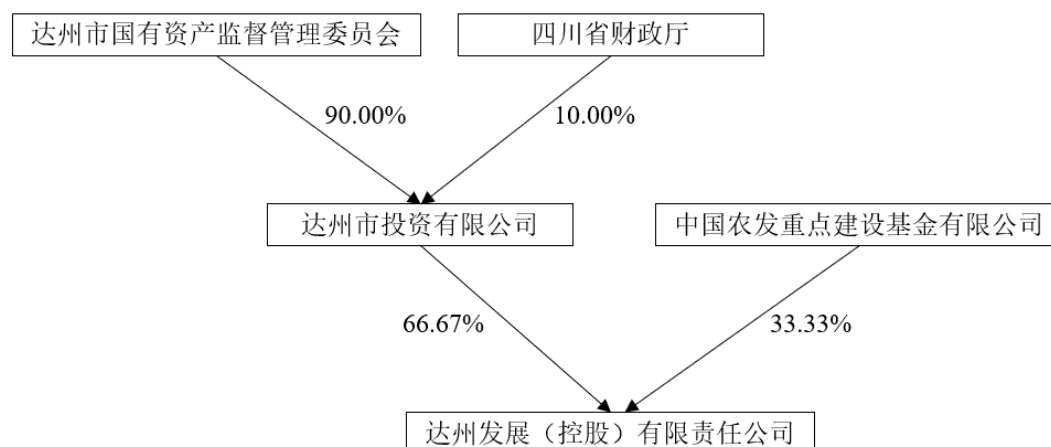 达州市国有资产监督管理委员会
四川省财政厅
90.00%
10.00%
达州市投资有限公司
中国农发重点建设基金有限公司
66.67%
33.33%
达州发展（控股）有限责任公司